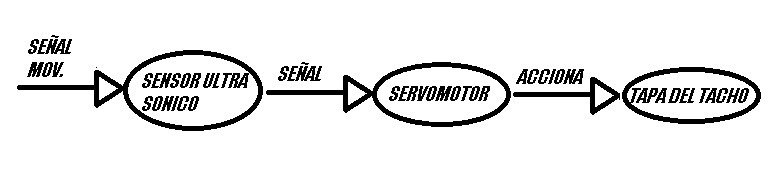 SEÑAL
MOV.
SENSOR ULTRA
SONICO
SEÑAL
SERVOMOTOR
ACCIONA
TAPA DEL TACHO